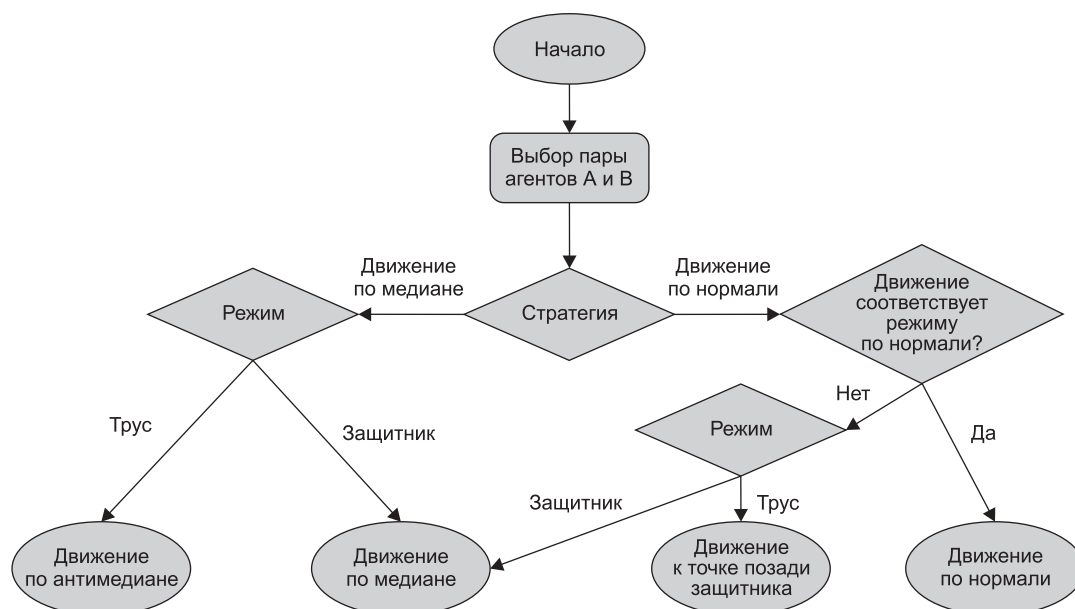 Начало
Выбор пары
агентов А и В
Движение
по медиане
Движение
по нормали
Режим
Стратегия
Движение
соответствует
режиму
по нормали?
Нет
Режим
Трус
Защитник
Да
Защитник
Трус
Движение
по антимедиане
Движение
по медиане
Движение
к точке позади
защитника
Движение
по нормали